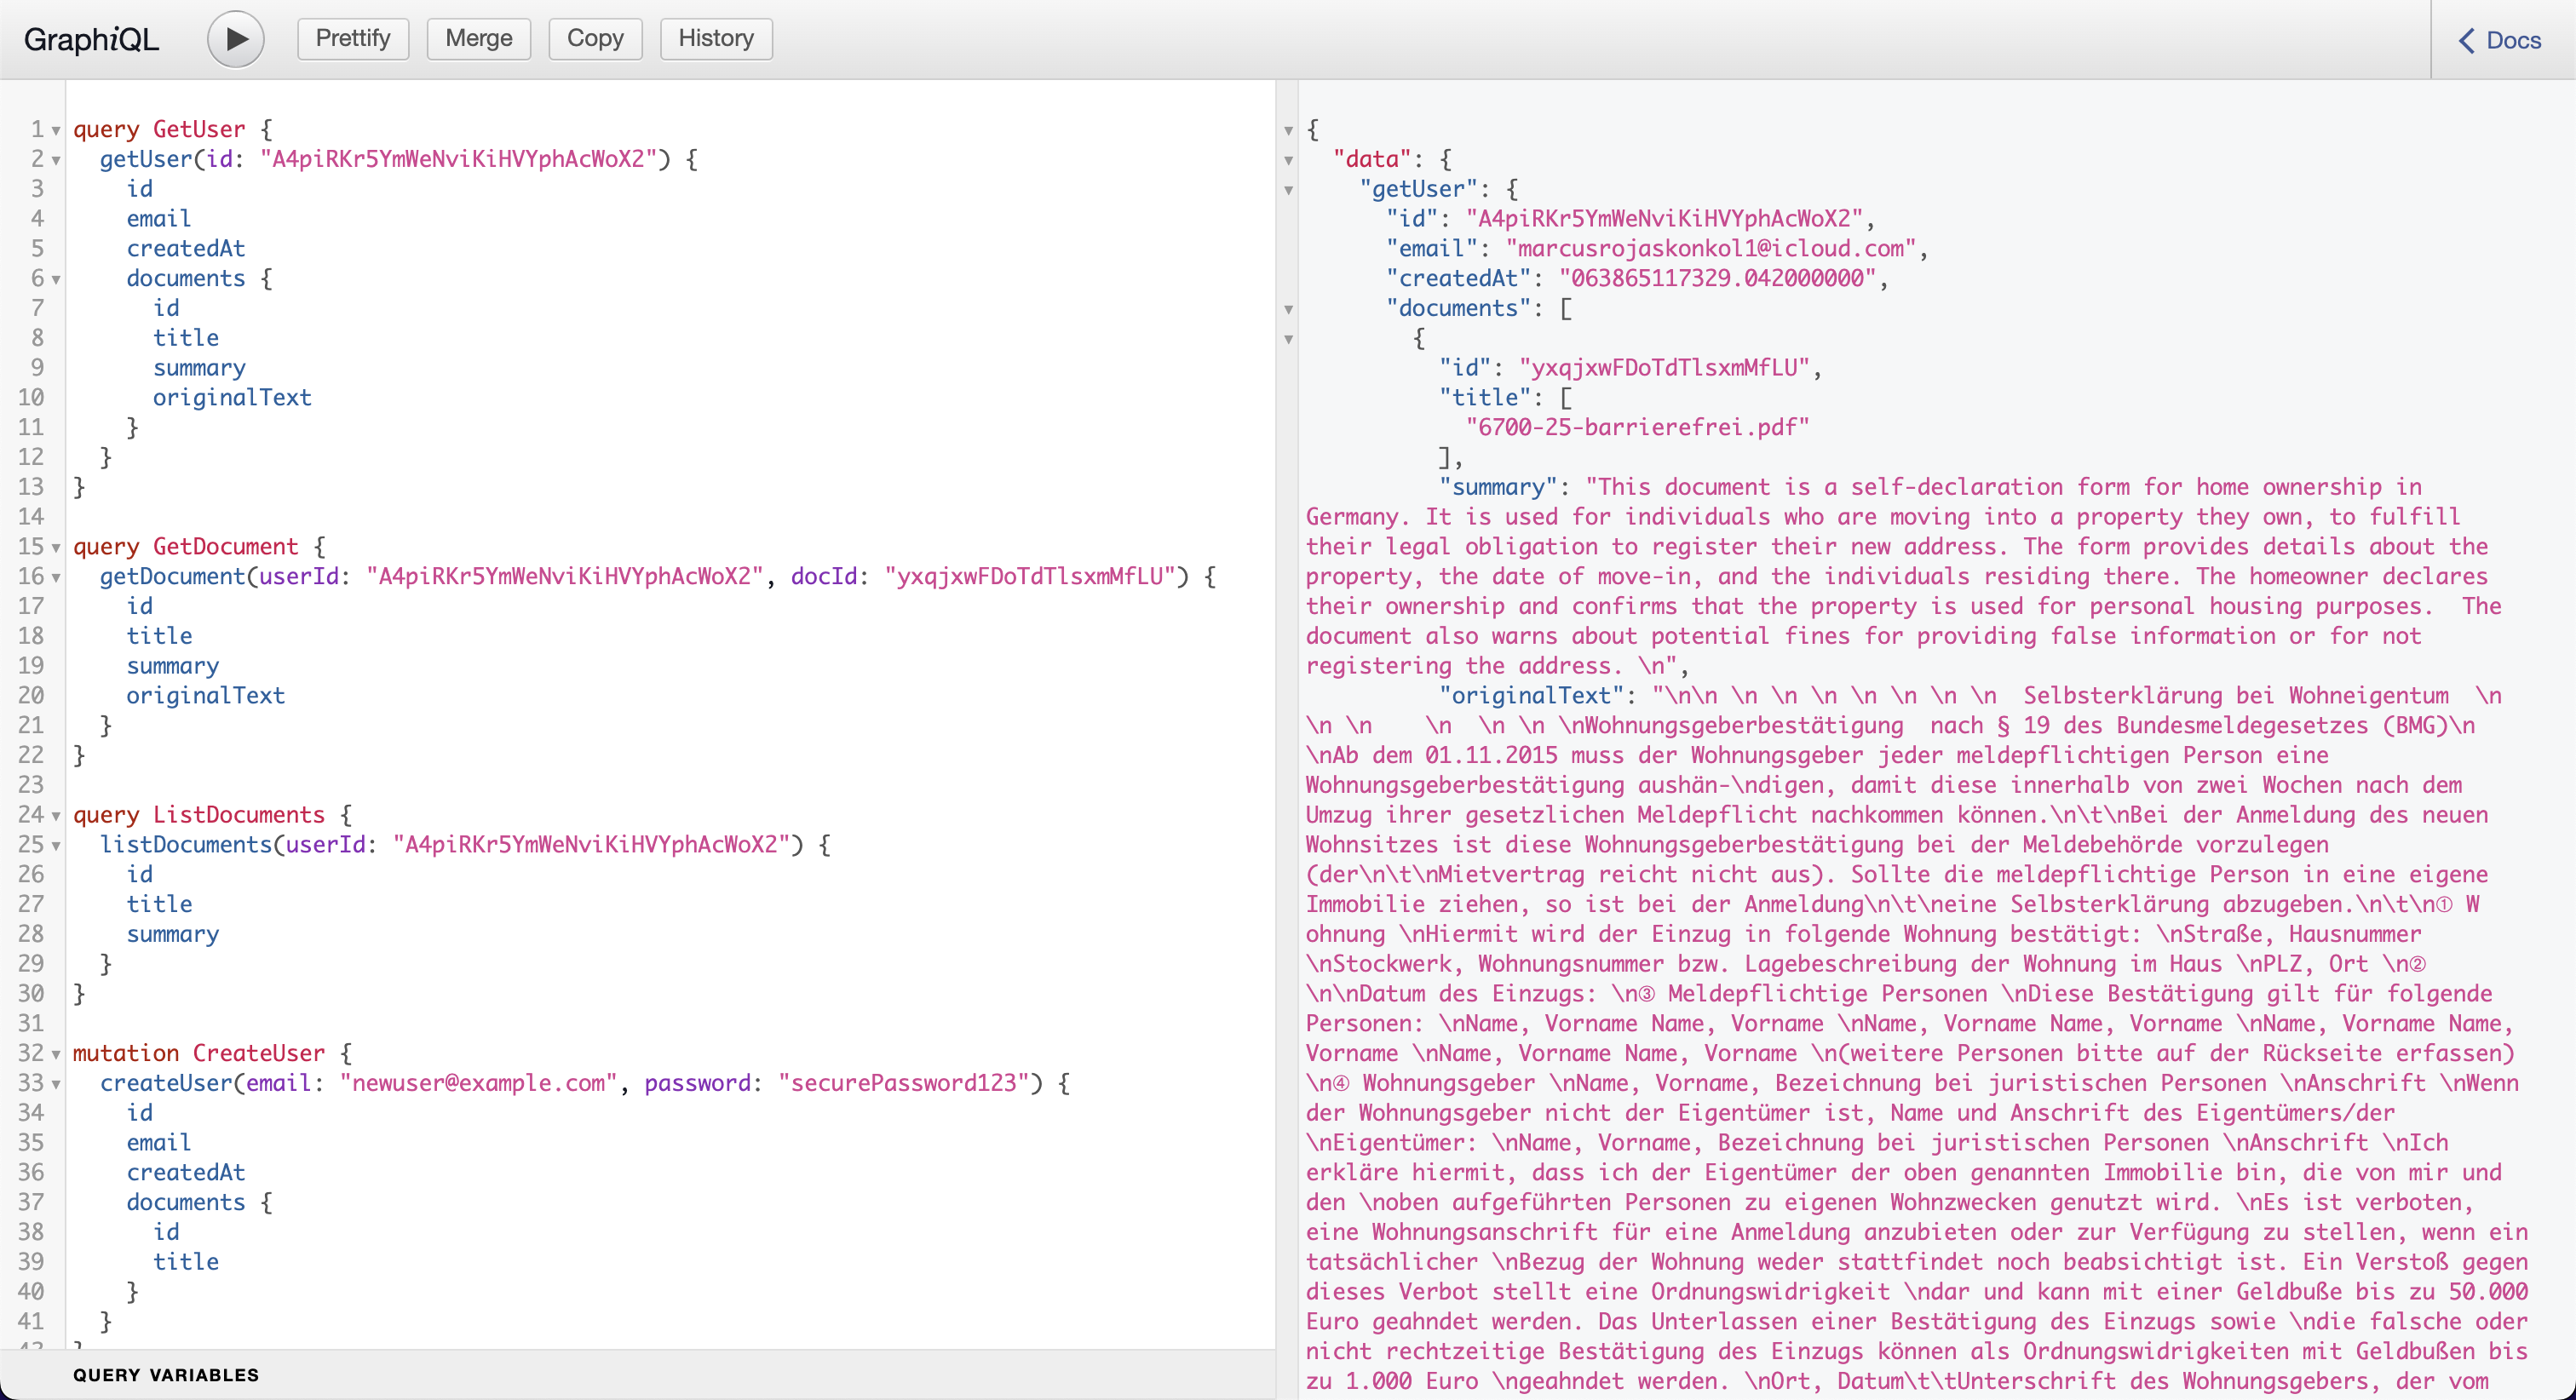 GraphiQL Prettify Merge Copy History Docs
1 query GetUser {
2 getUser(id: "A4piRKr5YmWeNviKiHVYphAcWoX2") {
3 id
4 email
5 createdAt
6 documents {
7 id
8 title
9 summary
10 originalText
11 }
12 }
13 }
14
15 query GetDocument {
16 getDocument(userId: "A4piRKr5YmWeNviKiHVYphAcWoX2", docId: "yxqjxwFDoTdTlsxmMfLU") {
17 id
18 title
19 summary
20 originalText
21 }
22 }
23
24 query ListDocuments {
25 listDocuments(userId: "A4piRKr5YmWeNviKiHVYphAcWoX2") {
26 id
27 title
28 summary
29 }
30 }
31
32 mutation CreateUser {
33 createUser(email: "newuser@example.com", password: "securePassword123") {
34 id
35 email
36 createdAt
37 documents {
38 id
39 title
40 }
41 }
QUERY VARIABLES
{
"data": {
"getUser": {
"id": "A4piRKr5YmWeNviKiHVYphAcWoX2",
"email": "marcusrojaskonkol1@icloud.com",
"createdAt": "063865117329.042000000",
"documents": [
{
"id": "yxqjxwFDoTdTlsxmMfLU",
"title": [
"6700-25-barrierefrei.pdf"
],
"summary": "This document is a self-declaration form for home ownership in
Germany. It is used for individuals who are moving into a property they own, to fulfill
their legal obligation to register their new address. The form provides details about the
property, the date of move-in, and the individuals residing there. The homeowner declares
their ownership and confirms that the property is used for personal housing purposes.  The
document also warns about potential fines for providing false information or for not
registering the address. \n",
"originalText": "\n\n \n \n \n \n \n \n \n  Selbsterklärung bei Wohneigentum  \n
\n \n    \n  \n \n \nWohnungsgeberbestätigung  nach § 19 des Bundesmeldegesetzes (BMG)\n
\nAb dem 01.11.2015 muss der Wohnungsgeber jeder meldepflichtigen Person eine
Wohnungsgeberbestätigung aushän-\ndigen, damit diese innerhalb von zwei Wochen nach dem
Umzug ihrer gesetzlichen Meldepflicht nachkommen können.\n\t\nBei der Anmeldung des neuen
Wohnsitzes ist diese Wohnungsgeberbestätigung bei der Meldebehörde vorzulegen
(der\n\t\nMietvertrag reicht nicht aus). Sollte die meldepflichtige Person in eine eigene
Immobilie ziehen, so ist bei der Anmeldung\n\t\neine Selbsterklärung abzugeben.\n\t\n① W
ohnung \nHiermit wird der Einzug in folgende Wohnung bestätigt: \nStraße, Hausnummer
\nStockwerk, Wohnungsnummer bzw. Lagebeschreibung der Wohnung im Haus \nPLZ, Ort \n②
\n\nDatum des Einzugs: \n③ Meldepflichtige Personen \nDiese Bestätigung gilt für folgende
Personen: \nName, Vorname Name, Vorname \nName, Vorname Name, Vorname \nName, Vorname Name,
Vorname \nName, Vorname Name, Vorname \n(weitere Personen bitte auf der Rückseite erfassen)
\n④ Wohnungsgeber \nName, Vorname, Bezeichnung bei juristischen Personen \nAnschrift \nWenn
der Wohnungsgeber nicht der Eigentümer ist, Name und Anschrift des Eigentümers/der
\nEigentümer: \nName, Vorname, Bezeichnung bei juristischen Personen \nAnschrift \nIch
erkläre hiermit, dass ich der Eigentümer der oben genannten Immobilie bin, die von mir und
den \noben aufgeführten Personen zu eigenen Wohnzwecken genutzt wird. \nEs ist verboten,
eine Wohnungsanschrift für eine Anmeldung anzubieten oder zur Verfügung zu stellen, wenn ein
tatsächlicher \nBezug der Wohnung weder stattfindet noch beabsichtigt ist. Ein Verstoß gegen
dieses Verbot stellt eine Ordnungswidrigkeit \ndar und kann mit einer Geldbuße bis zu 50.000
Euro geahndet werden. Das Unterlassen einer Bestätigung des Einzugs sowie \ndie falsche oder
nicht rechtzeitige Bestätigung des Einzugs können als Ordnungswidrigkeiten mit Geldbußen bis
zu 1.000 Euro \ngeahndet werden. \nOrt, Datum\t\tUnterschrift des Wohnungsgebers, der vom